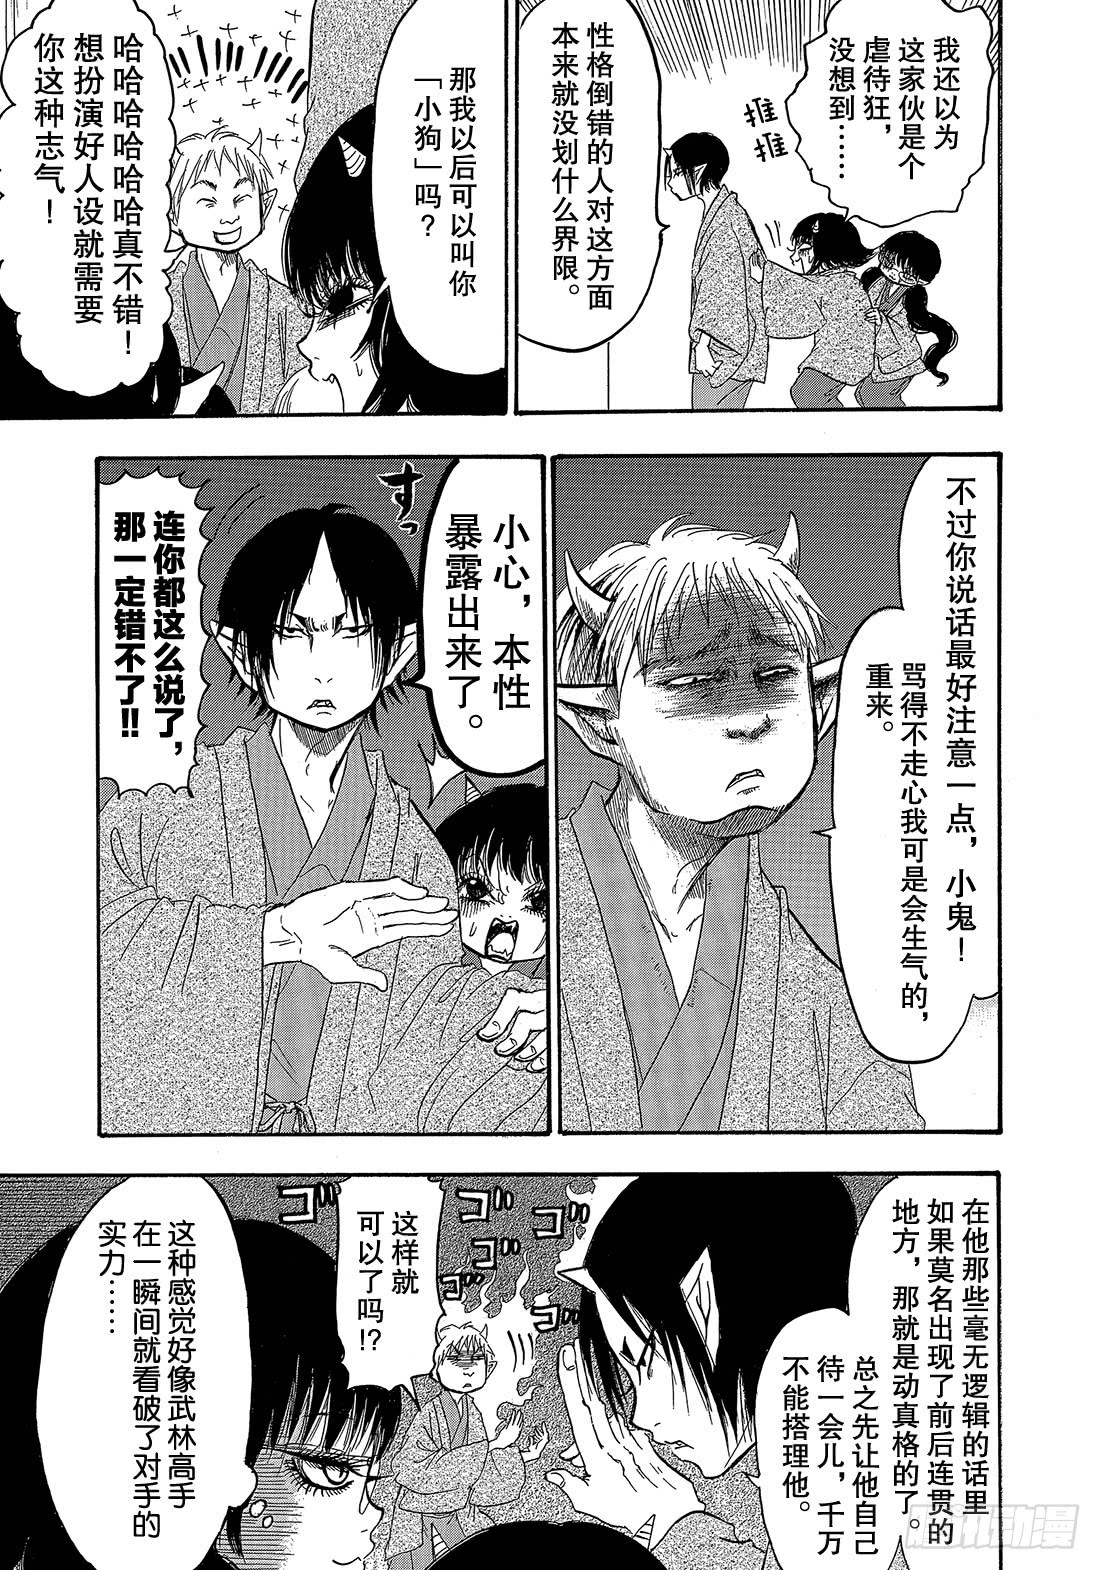 我还以为
这家伙是个
虐待狂，
没想到……
推
推
性格倒错的人对这方面
本来就没划什么界限。
那我以后可以叫你
「小狗」吗？
哈哈哈哈哈哈真不错！
想扮演好人设就需要
你这种志气！
不过你说话最好注意一点，小鬼！
骂得不走心我可是会生气的，
重来。
小心，本性
暴露出来了。
すっ
连你都这么说了，
那一定错不了!!
在他那些毫无逻辑的话里
如果莫名出现了前后连贯的
地方，那就是动真格的了。
总之先让他自己
待一会儿，千万
不能搭理他。
ゴ
ゴ
ゴ
ゴ
ゴ
这样就
可以了吗!?
这种感觉好像武林高手
在一瞬间就看破了对手的
实力……